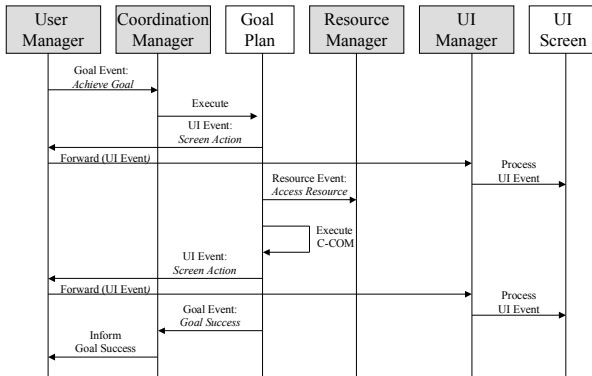 User
Manager
Coordination
Manager
Goal
Plan
Resource
Manager
UI
Manager
UI
Screen
Goal Event:
Achieve Goal
Execute
UI Event:
Screen Action
Forward (UI Event)
Process
UI Event
Resource Event:
Access Resource
Execute
C-COM
UI Event:
Screen Action
Forward (UI Event)
Process
UI Event
Goal Event:
Goal Success
Inform
Goal Success